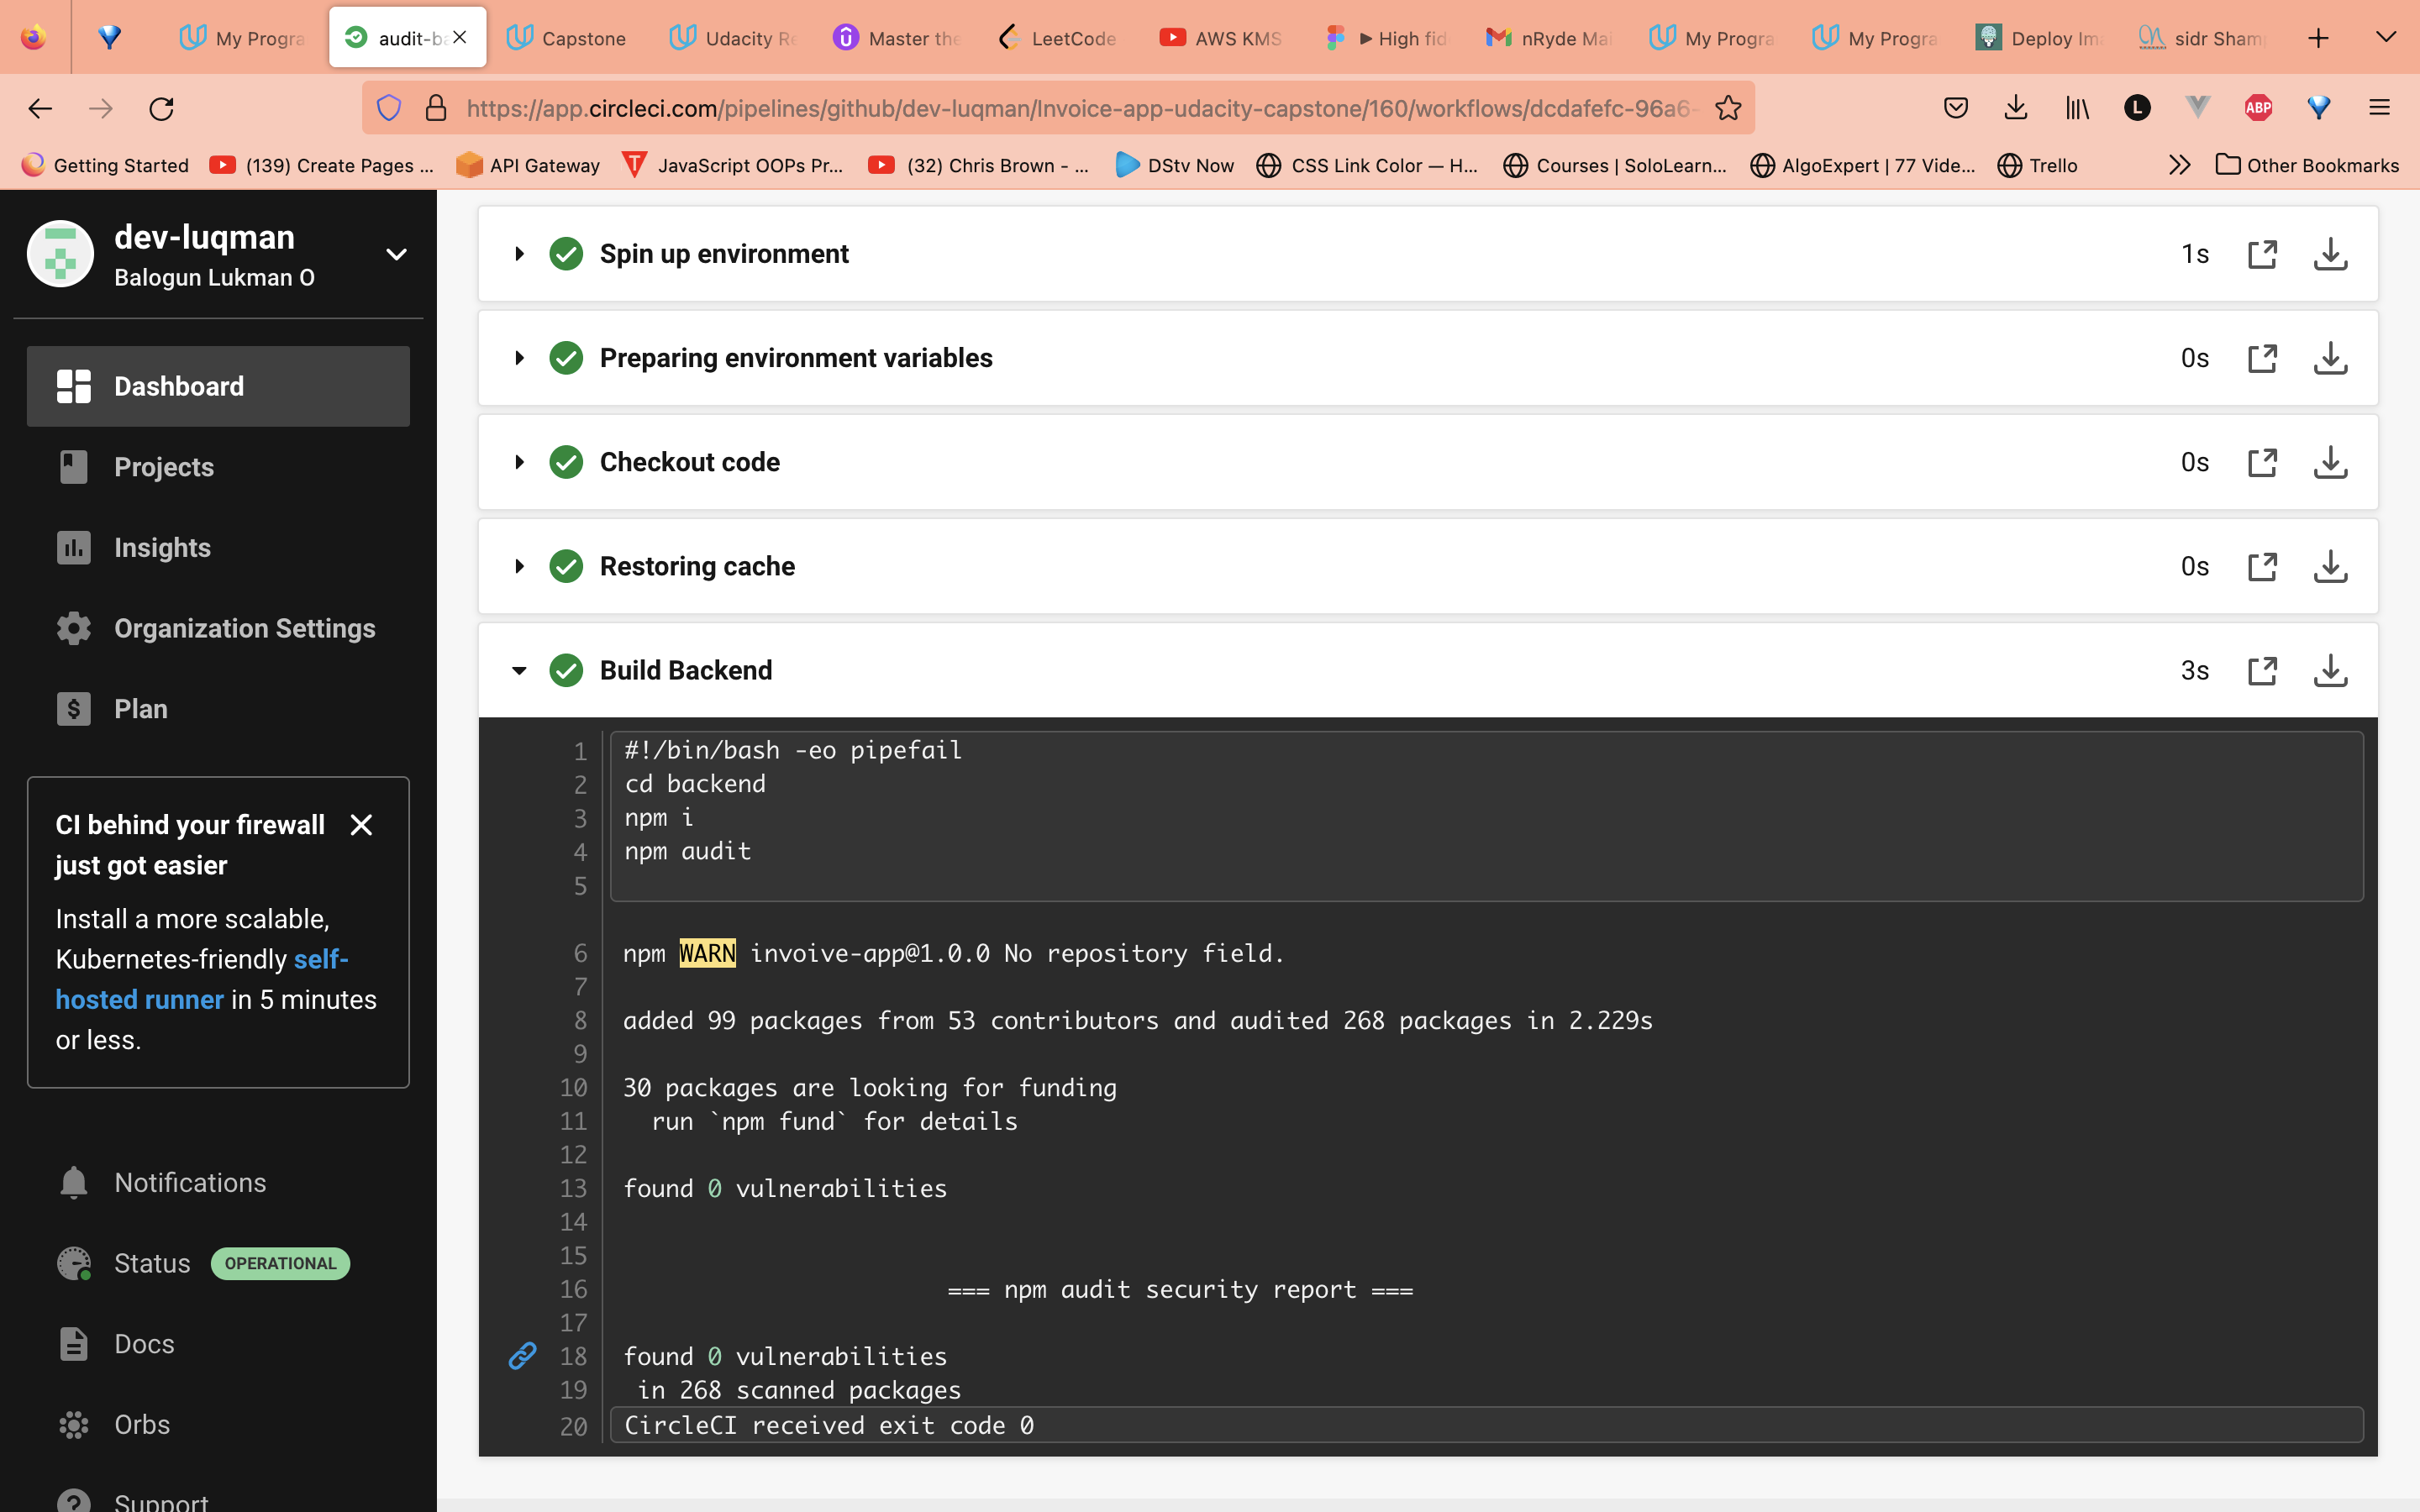 My Progra
audit-ba
Capstone
Udacity Re
Master the
LeetCode
AWS KMS
High fid
nRyde Mai
My Progra
My Progra
Deploy Ima
sidr Sham
https://app.circleci.com/pipelines/github/dev-luqman/Invoice-app-udacity-capstone/160/workflows/dcdafefc-96a6-
L
ABP
Getting Started
(139) Create Pages ...
API Gateway
JavaScript OOPs Pr...
(32) Chris Brown - ...
DStv Now
CSS Link Color — H...
Courses | SoloLearn...
AlgoExpert | 77 Vide...
Trello
Other Bookmarks
dev-luqman
Balogun Lukman O
Dashboard
Projects
Insights
Organization Settings
Plan
CI behind your firewall
just got easier
Install a more scalable,
Kubernetes-friendly self-
hosted runner in 5 minutes
or less.
Notifications
Status OPERATIONAL
Docs
Orbs
Support
Spin up environment 1s
Preparing environment variables 0s
Checkout code 0s
Restoring cache 0s
Build Backend 3s
1 #!/bin/bash -eo pipefail
2 cd backend
3 npm i
4 npm audit
5
6 npm WARN invoive-app@1.0.0 No repository field.
7
8 added 99 packages from 53 contributors and audited 268 packages in 2.229s
9
10 30 packages are looking for funding
11 run `npm fund` for details
12
13 found 0 vulnerabilities
14
15
16 === npm audit security report ===
17
18 found 0 vulnerabilities
19 in 268 scanned packages
20 CircleCI received exit code 0